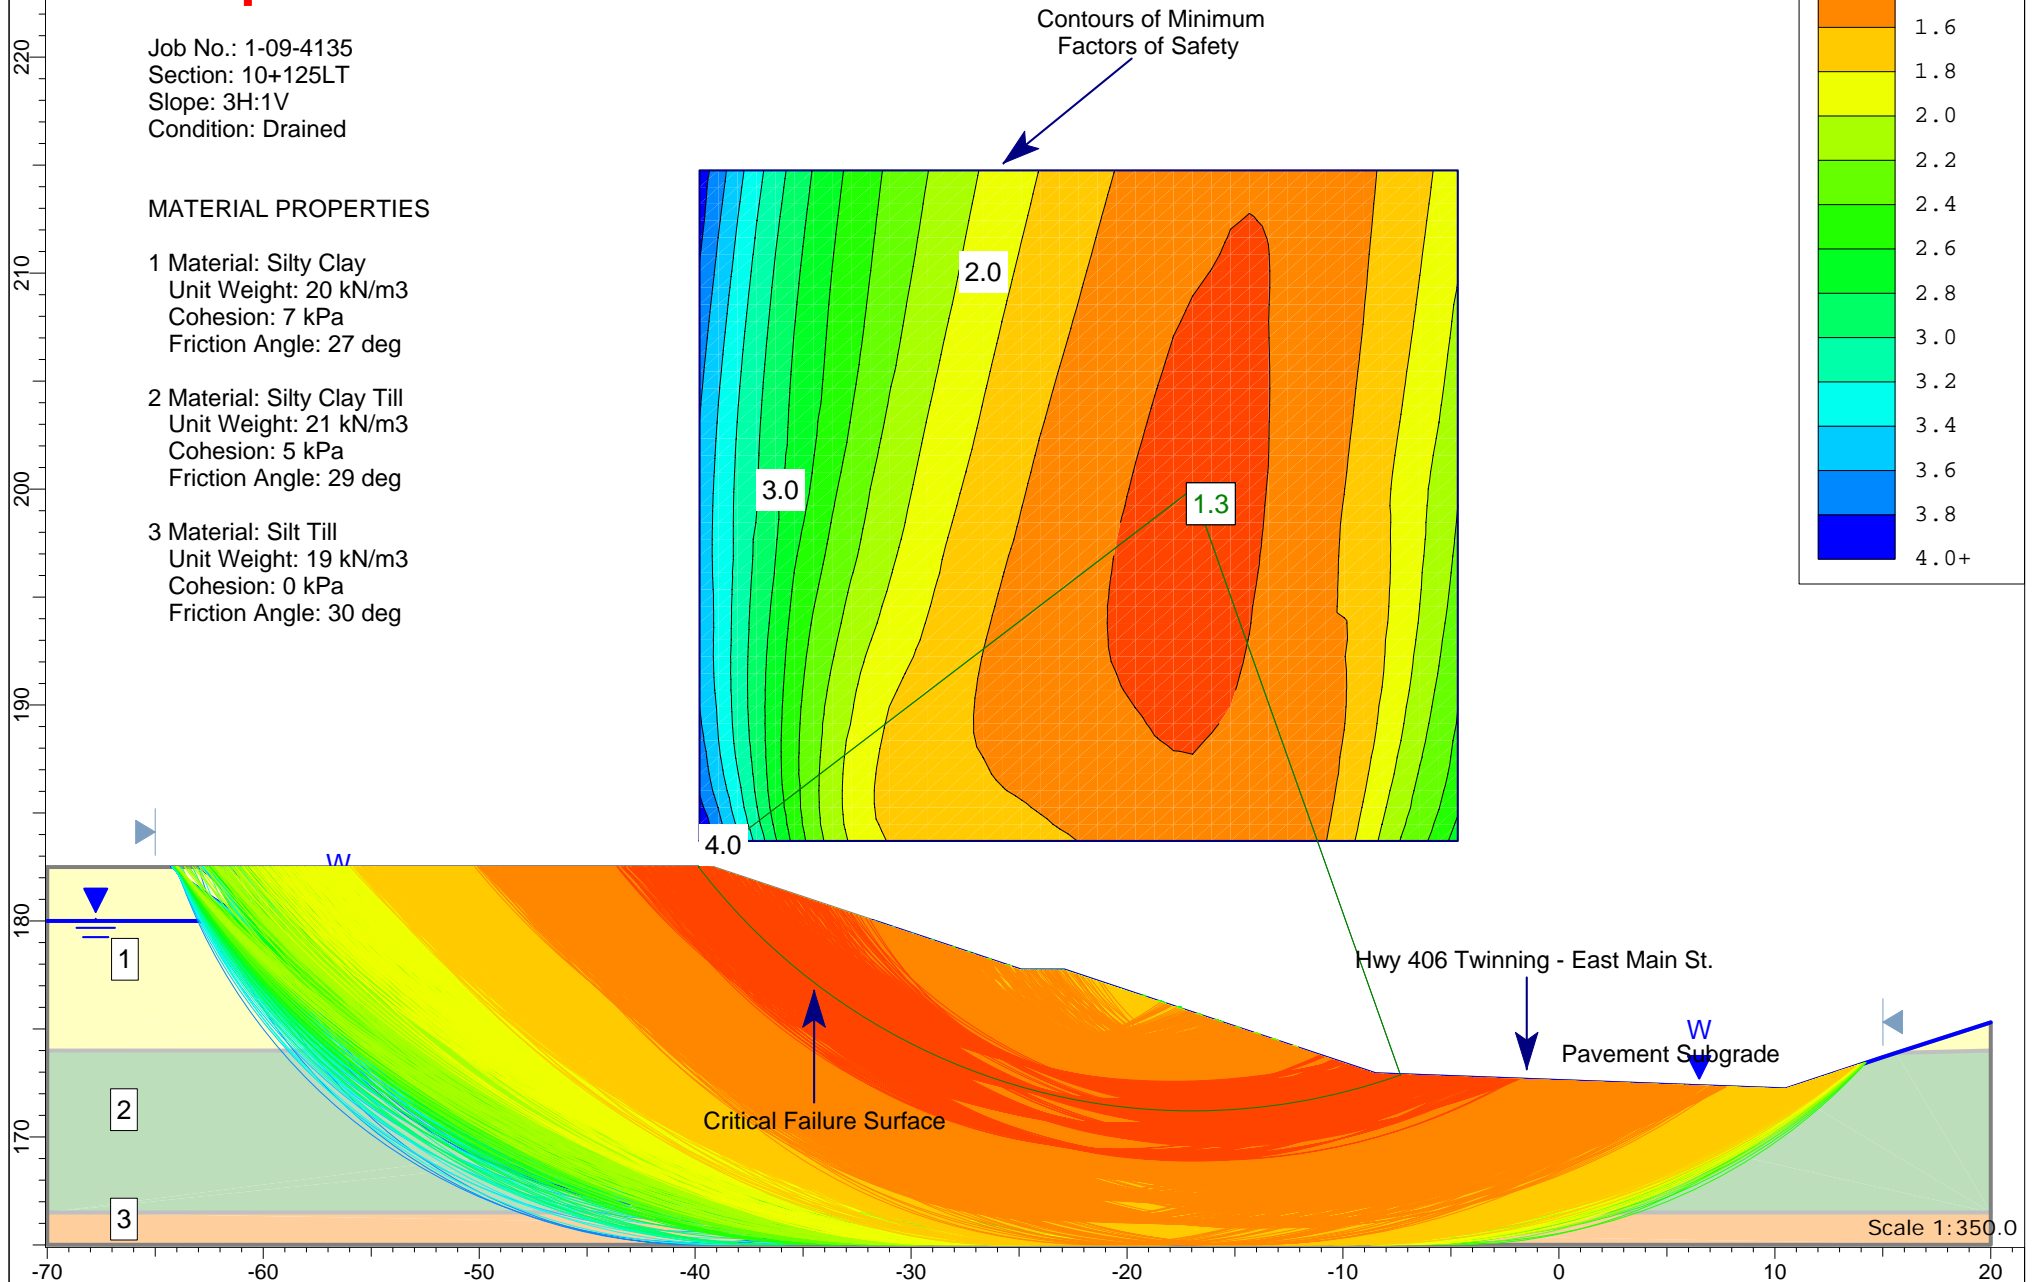 Contours of Minimum
Factors of Safety
Job No.: 1-09-4135
Section: 10+125LT
Slope: 3H:1V
Condition: Drained
MATERIAL PROPERTIES
1 Material: Silty Clay
Unit Weight: 20 kN/m3
Cohesion: 7 kPa
Friction Angle: 27 deg
2 Material: Silty Clay Till
Unit Weight: 21 kN/m3
Cohesion: 5 kPa
Friction Angle: 29 deg
3 Material: Silt Till
Unit Weight: 19 kN/m3
Cohesion: 0 kPa
Friction Angle: 30 deg
1.6
1.8
2.0
2.2
2.4
2.6
2.8
3.0
3.2
3.4
3.6
3.8
4.0+
2.0
3.0
1.3
4.0
W
Hwy 406 Twinning - East Main St.
W
Pavement Subgrade
Critical Failure Surface
1
2
3
Scale 1:350.0
220
210
200
190
180
170
-70
-60
-50
-40
-30
-20
-10
0
10
20